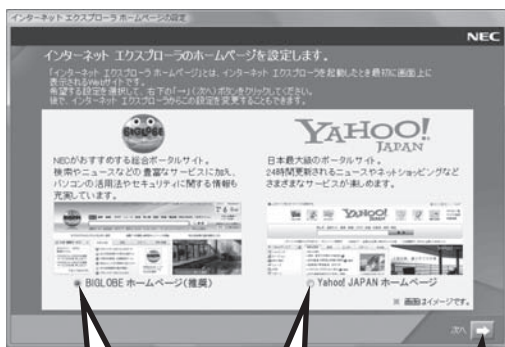 インターネット エクスプローラ ホームページの設定
NEC
インターネット エクスプローラのホームページを設定します。
「インターネット エクスプローラ ホームページ」とは、インターネット エクスプローラを起動したとき最初に画面上に
表示されるWebサイトです。
希望する設定を選択して、右下の「→」(次へ)ボタンをクリックしてください。
後で、インターネット エクスプローラからこの設定を変更することもできます。
BIGLOBE
NECがおすすめする総合ポータルサイト。
検索やニュースなどの豊富なサービスに加え、
パソコンの活用法やセキュリティに関する情報も
充実しています。
BIGLOBE ホームページ(推奨)
YAHOO!
JAPAN
日本最大級のポータルサイト。
24時間更新されるニュースやネットショッピングなど
さまざまなサービスが楽しめます。
YAHOO!
Yahoo! JAPAN ホームページ
※ 画面はイメージです。
次へ